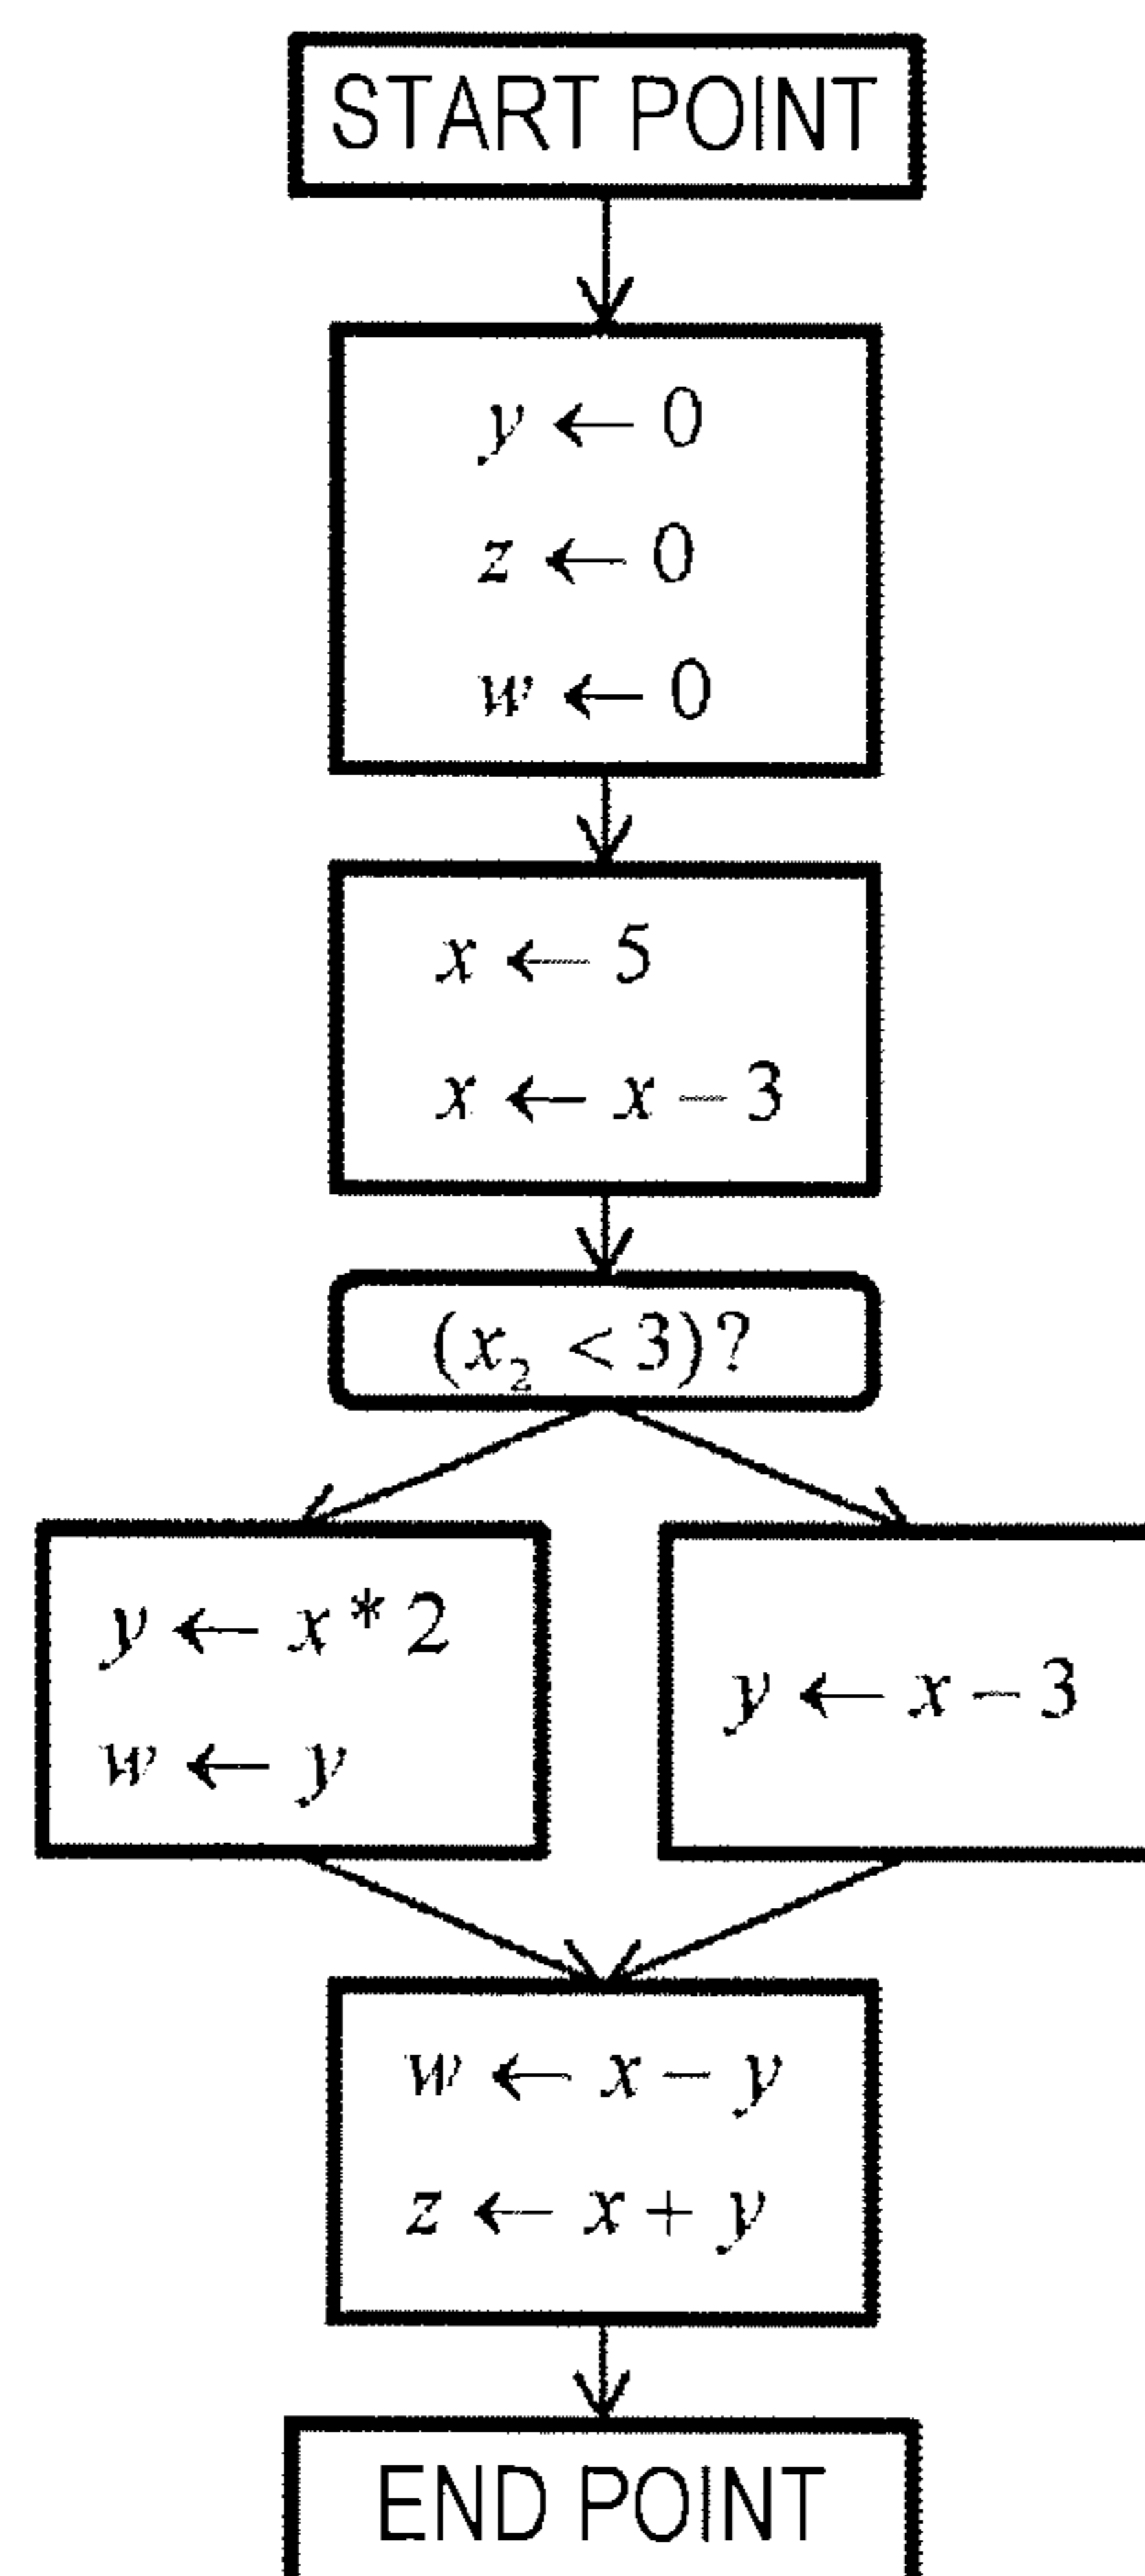 START POINT
y ← 0
z ← 0
w ← 0
x ← 5
x ← x − 3
(x₂ < 3)?
y ← x * 2
w ← y
y ← x − 3
w ← x − y
z ← x + y
END POINT